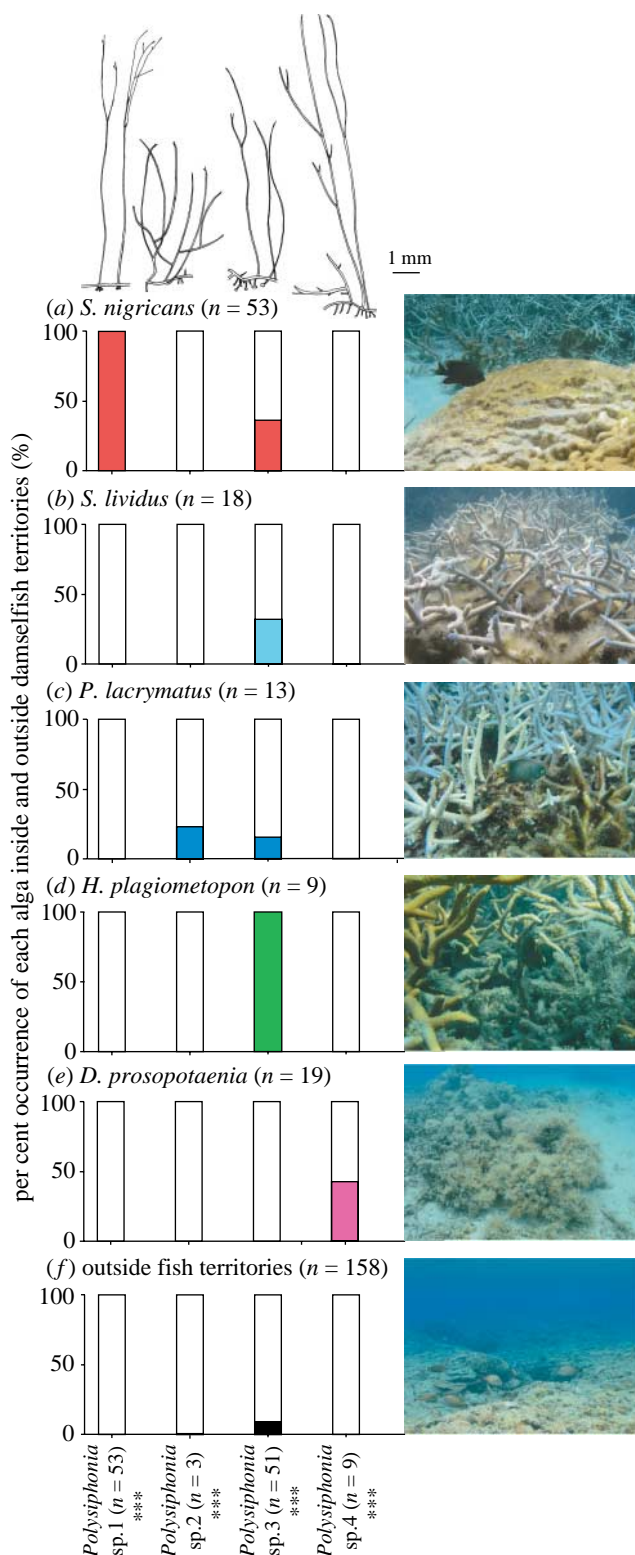 1 mm
(a) S. nigricans (n = 53)
100
50
0
(b) S. lividus (n = 18)
100
50
0
(c) P. lacrymatus (n = 13)
100
50
0
(d) H. plagiometopon (n = 9)
100
50
0
(e) D. prosopotaenia (n = 19)
100
50
0
(f) outside fish territories (n = 158)
100
50
0
per cent occurrence of each alga inside and outside damselfish territories (%)
Polysiphonia
sp.1 (n = 53)
***
Polysiphonia
sp.2 (n = 3)
***
Polysiphonia
sp.3 (n = 51)
***
Polysiphonia
sp.4 (n = 9)
***